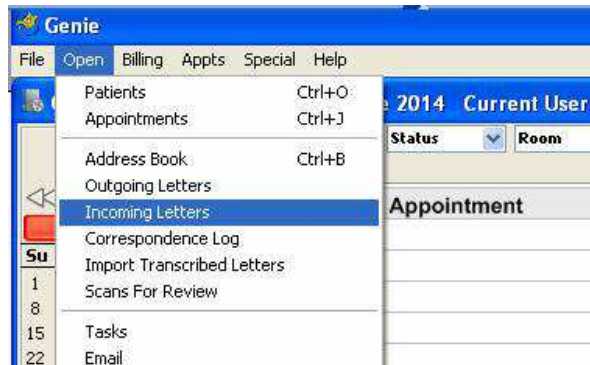 Genie
File Open Billing Appts Special Help
Patients Ctrl+O
Appointments Ctrl+J
2014 Current User
Status Room
Address Book Ctrl+B
Outgoing Letters
Incoming Letters
Appointment
Correspondence Log
Su
Import Transcribed Letters
1
Scans For Review
8
15 Tasks
22 Email